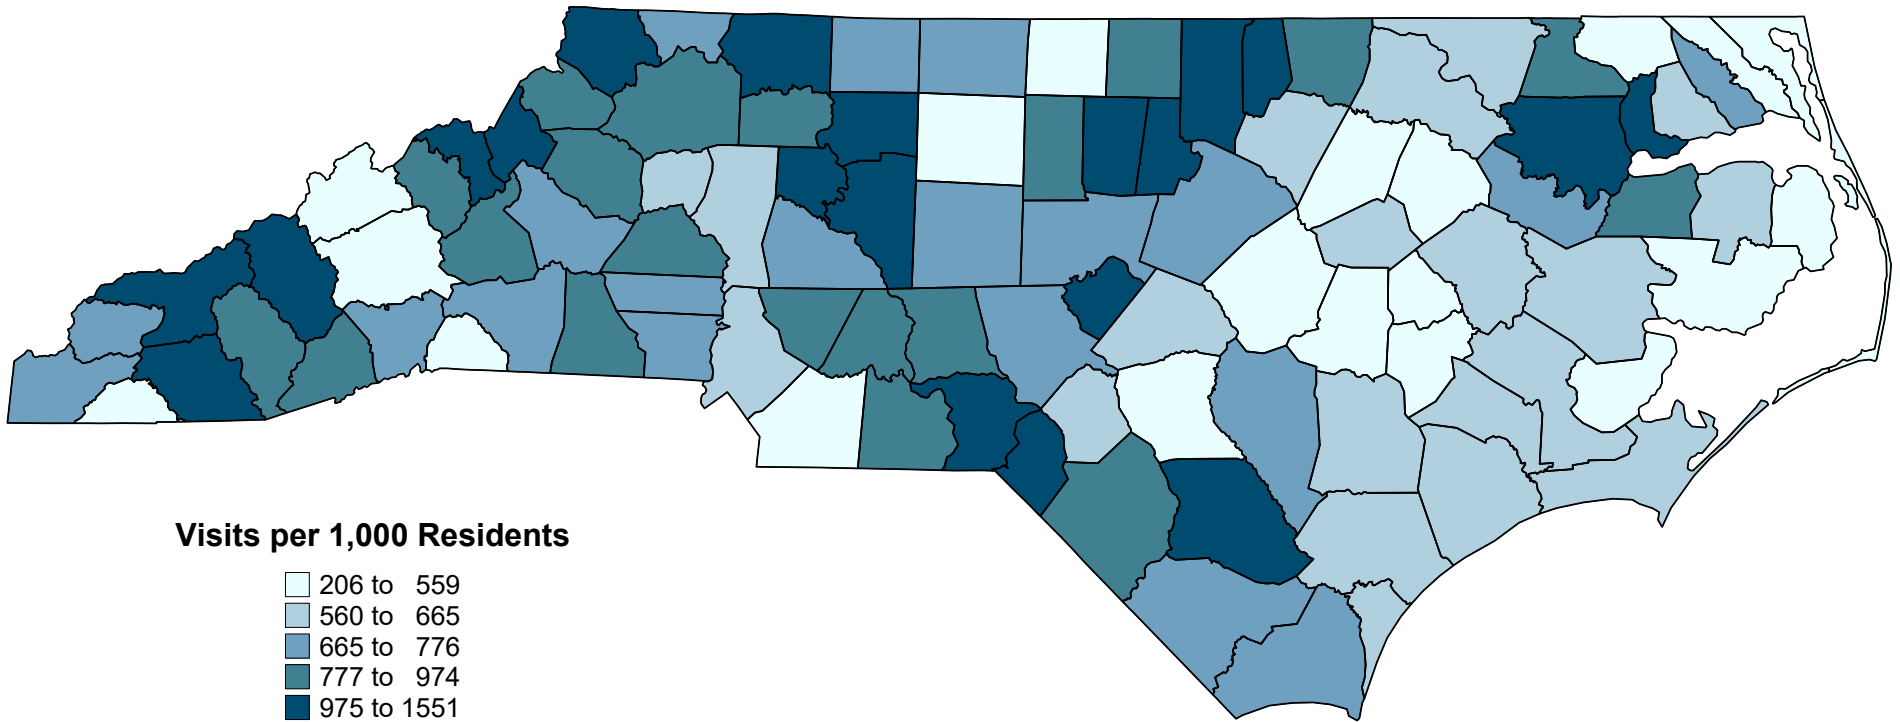 Visits per 1,000 Residents
206 to 559
560 to 665
665 to 776
777 to 974
975 to 1551